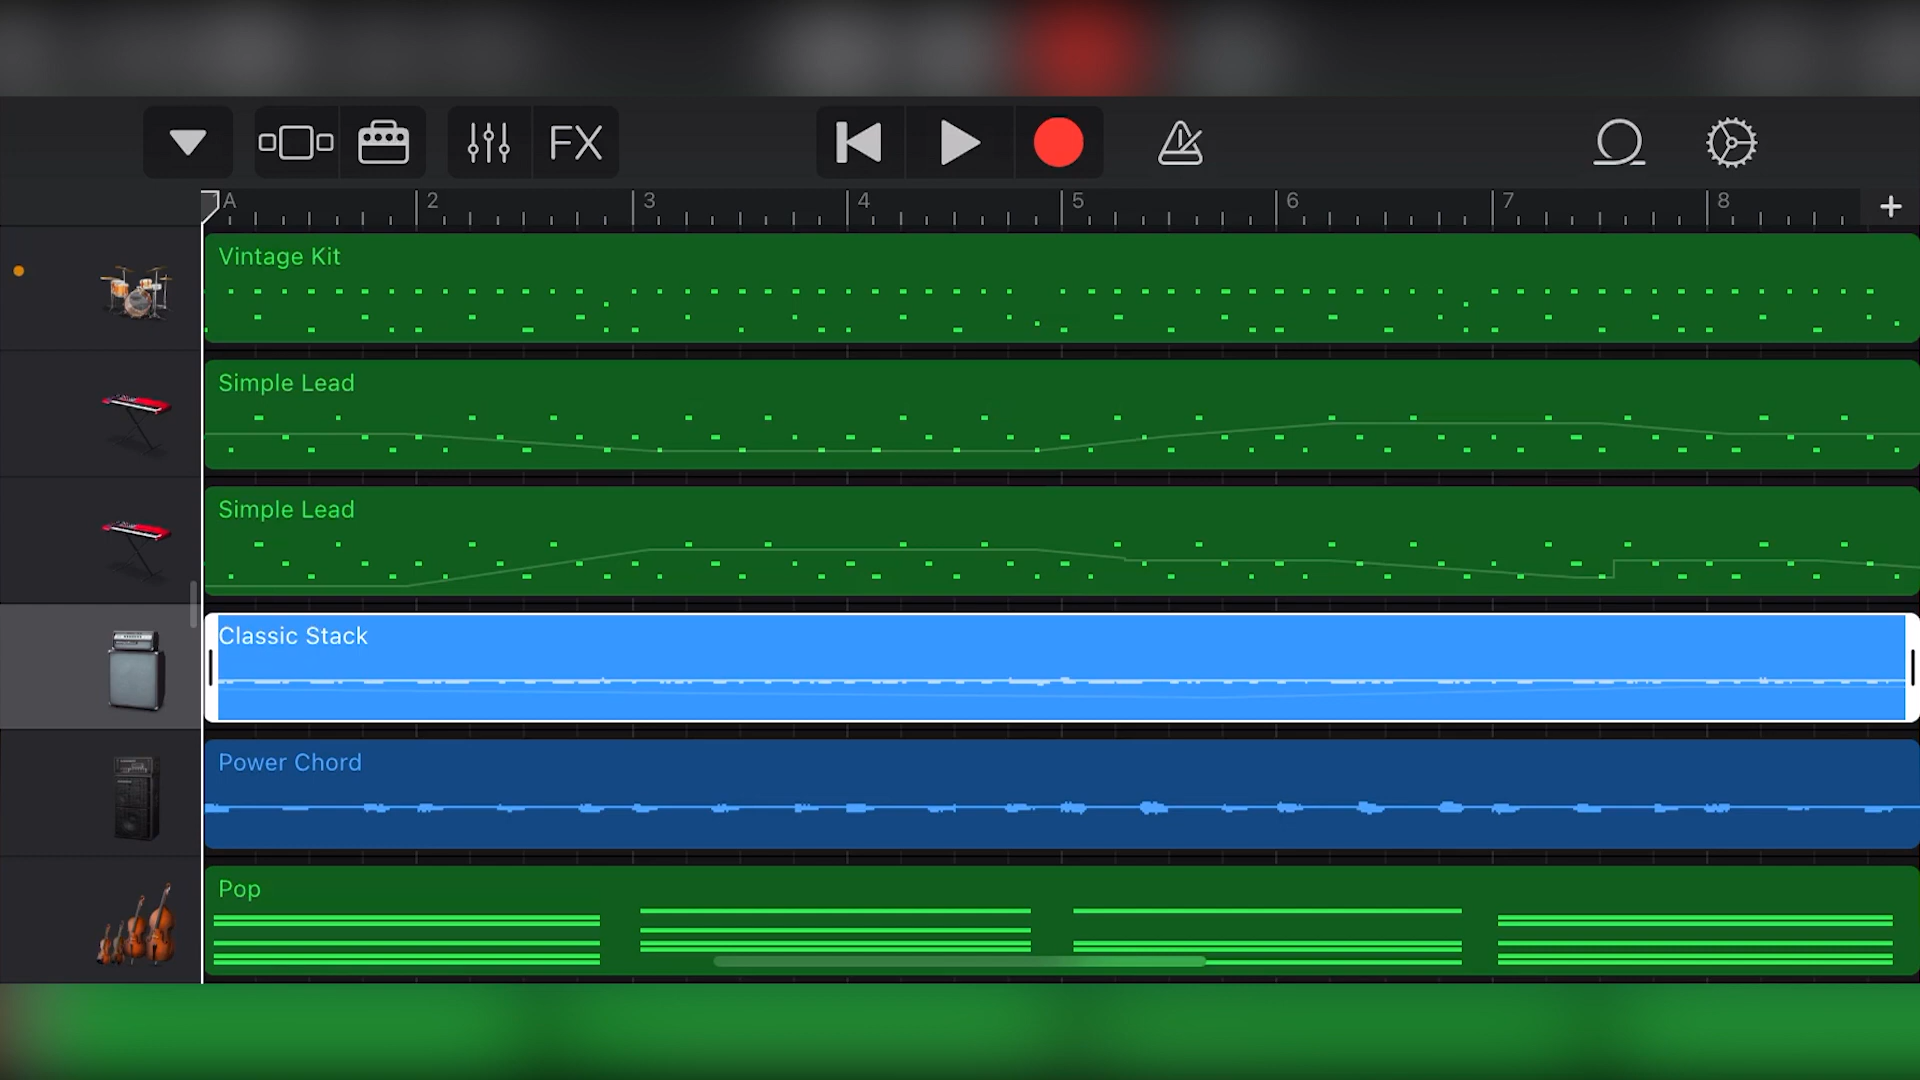 FX
A 2 3 4 5 6 7 8
Vintage Kit
Simple Lead
Simple Lead
Classic Stack
Power Chord
Pop